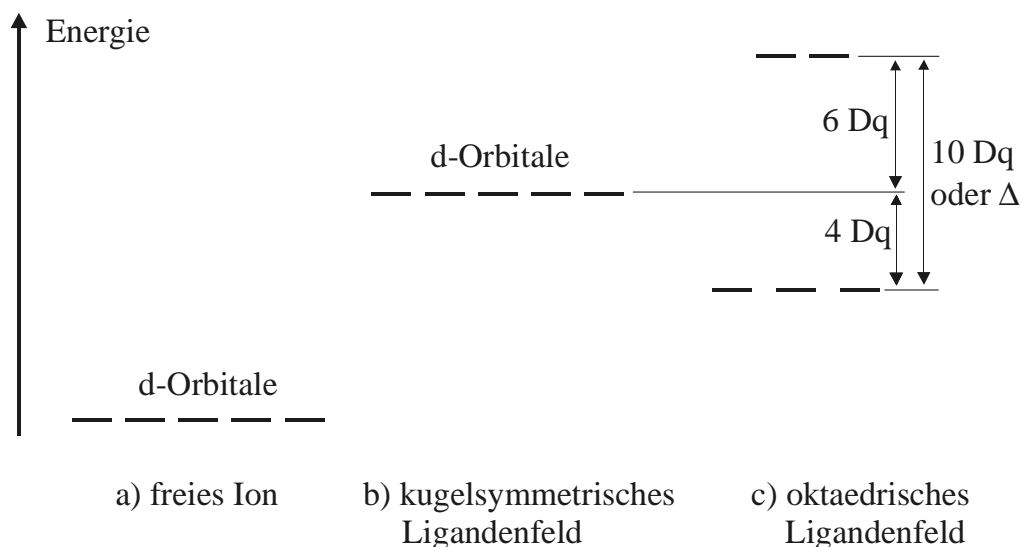 Energie
6 Dq
d-Orbitale
10 Dq
oder Δ
4 Dq
d-Orbitale
a) freies Ion
b) kugelsymmetrisches
Ligandenfeld
c) oktaedrisches
Ligandenfeld